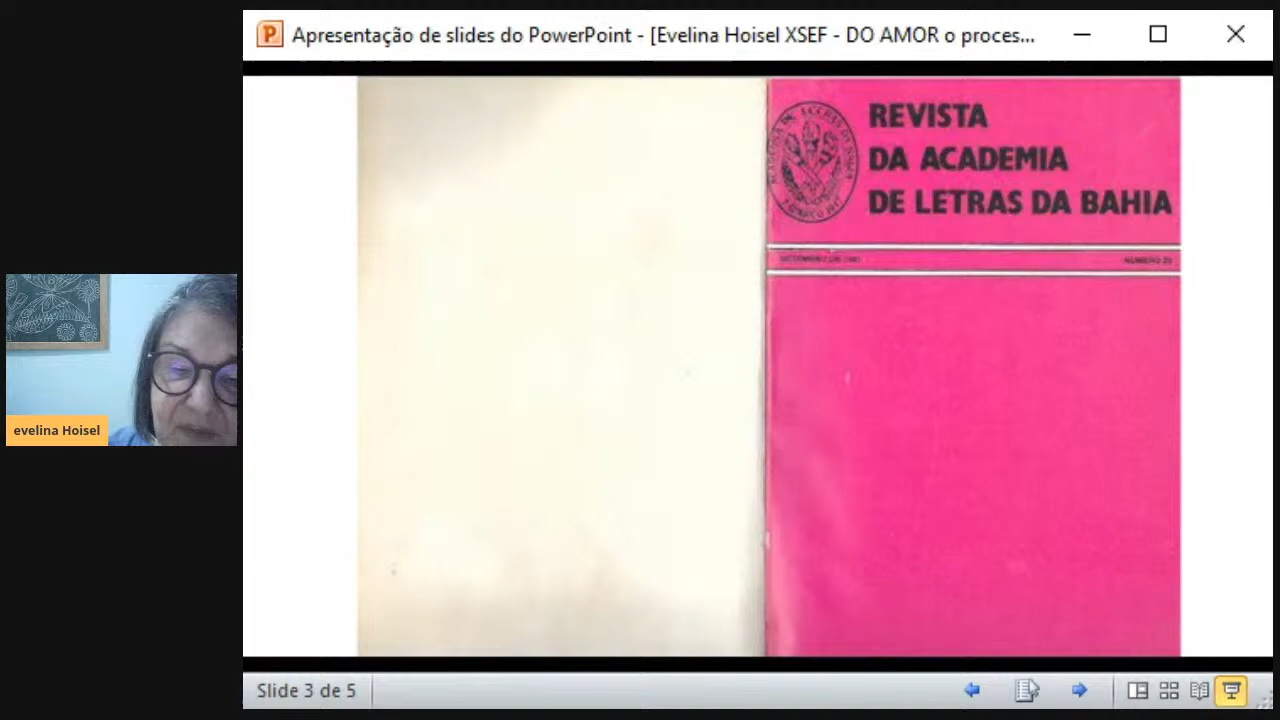 Apresentação de slides do PowerPoint - [Evelina Hoisel XSEF - DO AMOR o proces...
REVISTA
DA ACADEMIA
DE LETRAS DA BAHIA
evelina Hoisel
Slide 3 de 5